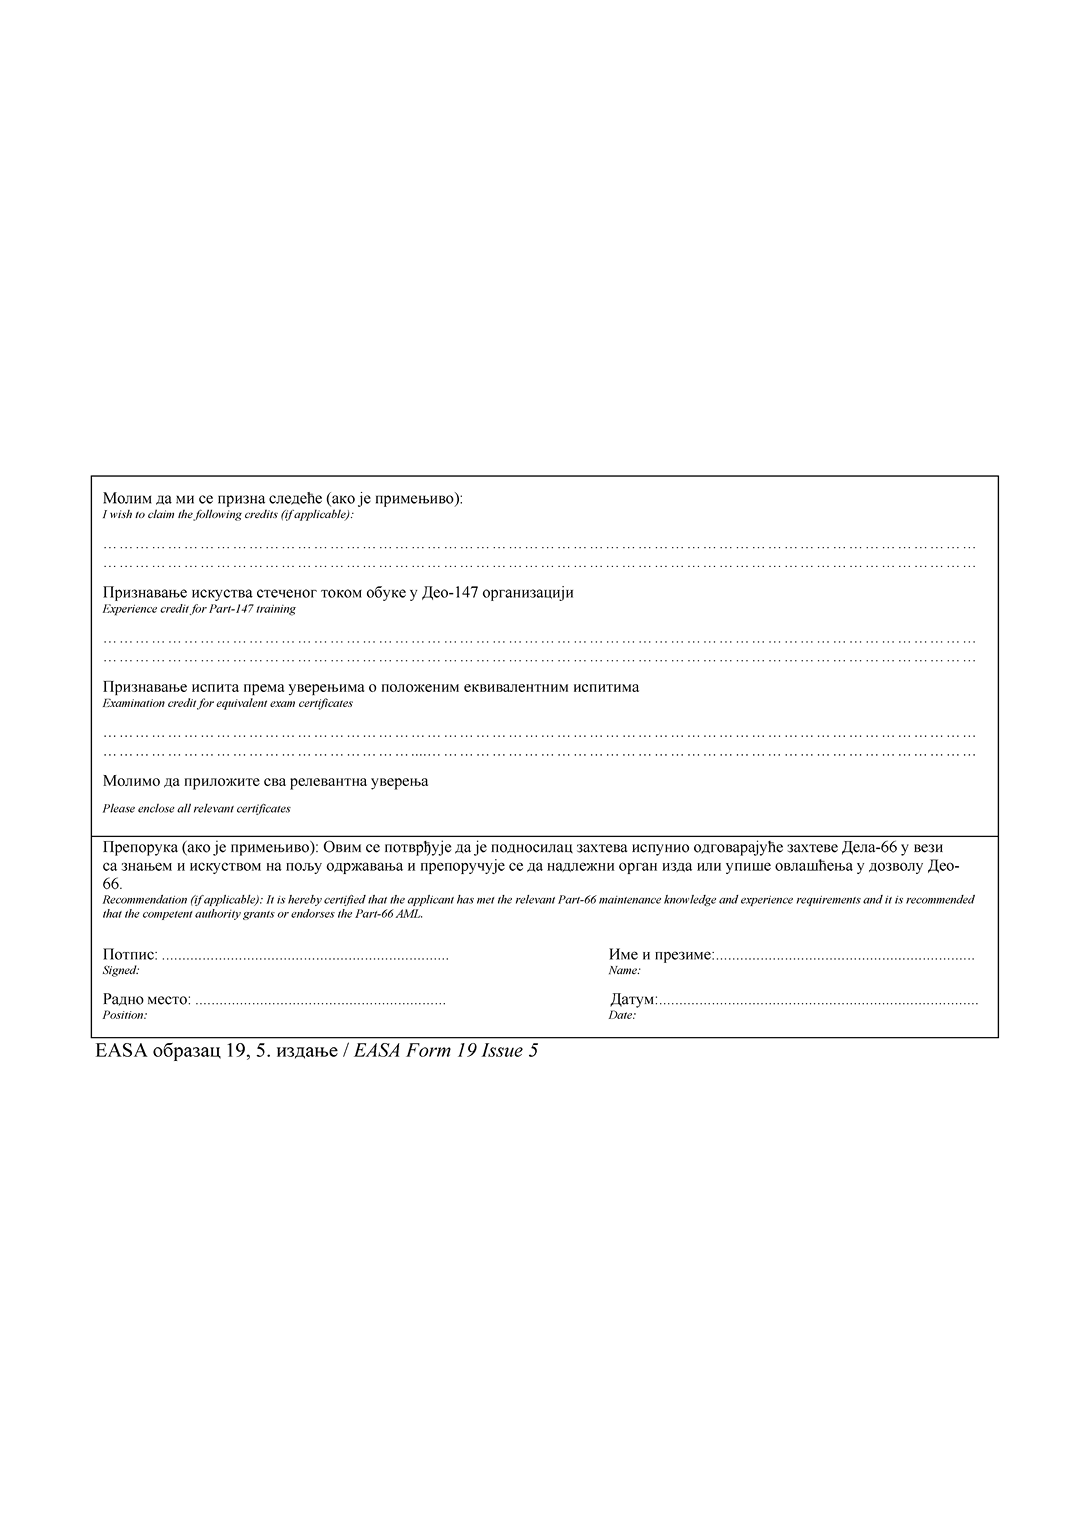 Молим да ми се призна следеће (ако је примењиво):
I wish to claim the following credits (if applicable):
………………………………………………………………………………………………………………………………………………
………………………………………………………………………………………………………………………………………………
Признавање искуства стеченог током обуке у Део-147 организацији
Experience credit for Part-147 training
………………………………………………………………………………………………………………………………………………
………………………………………………………………………………………………………………………………………………
Признавање испита према уверењима о положеним еквивалентним испитима
Examination credit for equivalent exam certificates
………………………………………………………………………………………………………………………………………………
…………………………………………………....…………………………………………………………………………………………
Молимо да приложите сва релевантна уверења
Please enclose all relevant certificates
Препорука (ако је примењиво): Овим се потврђује да је подносилац захтева испунио одговарајуће захтеве Дела-66 у вези
са знањем и искуством на пољу одржавања и препоручује се да надлежни орган изда или упише овлашћења у дозволу Део-
66.
Recommendation (if applicable): It is hereby certified that the applicant has met the relevant Part-66 maintenance knowledge and experience requirements and it is recommended
that the competent authority grants or endorses the Part-66 AML.
Потпис: ....................................................................... Име и презиме:................................................................
Signed: Name:
Радно место: .............................................................. Датум:...............................................................................
Position: Date:
EASA образац 19, 5. издање / EASA Form 19 Issue 5